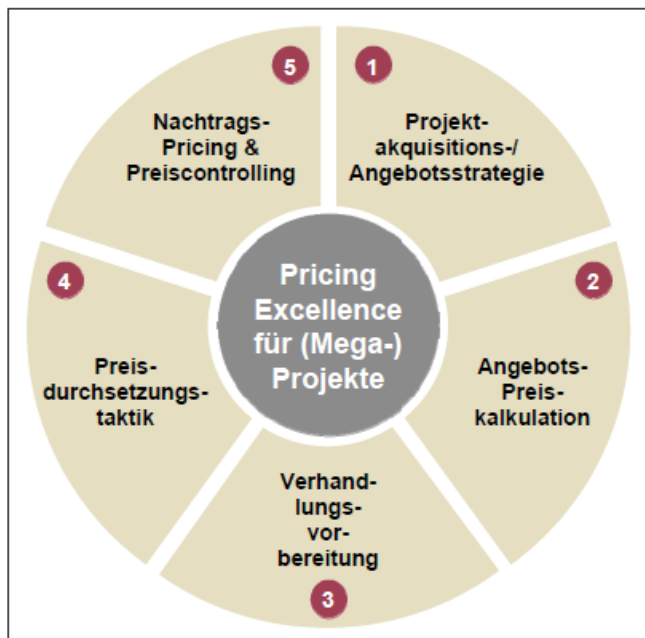 5
Nachtrags-
Pricing &
Preiscontrolling
1
Projekt-
akquisitions-/
Angebotsstrategie
Pricing
Excellence
für (Mega-)
Projekte
2
Angebots-
Preis-
kalkulation
4
Preis-
durchsetzungs-
taktik
Verhand-
lungs-
vor-
bereitung
3